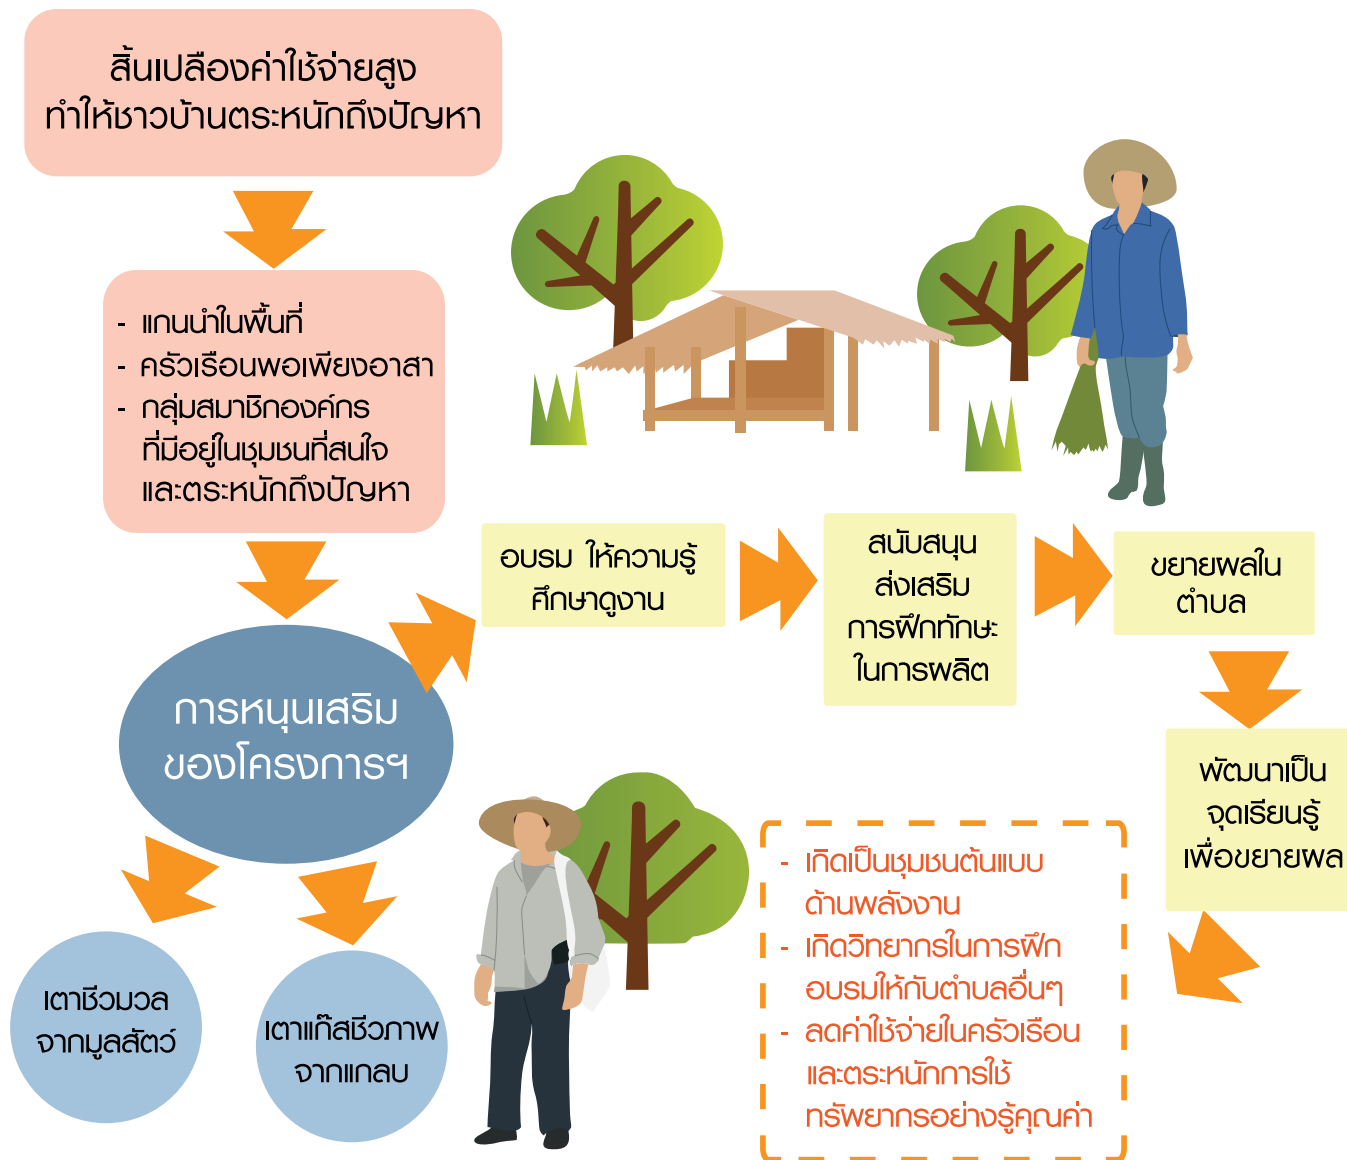 สิ้นเปลืองค่าใช้จ่ายสูง
ทำให้ชาวบ้านตระหนักถึงปัญหา
- แกนนำในพื้นที่
- ครัวเรือนพอเพียงอาสา
- กลุ่มสมาชิกองค์กร
ที่มีอยู่ในชุมชนที่สนใจ
และตระหนักถึงปัญหา
การหนุนเสริม
ของโครงการฯ
อบรม ให้ความรู้
ศึกษาดูงาน
สนับสนุน
ส่งเสริม
การฝึกทักษะ
ในการผลิต
ขยายผลใน
ตำบล
พัฒนาเป็น
จุดเรียนรู้
เพื่อขยายผล
- เกิดเป็นชุมชนต้นแบบ
ด้านพลังงาน
- เกิดวิทยากรในการฝึก
อบรมให้กับตำบลอื่นๆ
- ลดค่าใช้จ่ายในครัวเรือน
และตระหนักการใช้
ทรัพยากรอย่างรู้คุณค่า
เตาชีวมวล
จากมูลสัตว์
เตาแก๊สชีวภาพ
จากแกลบ